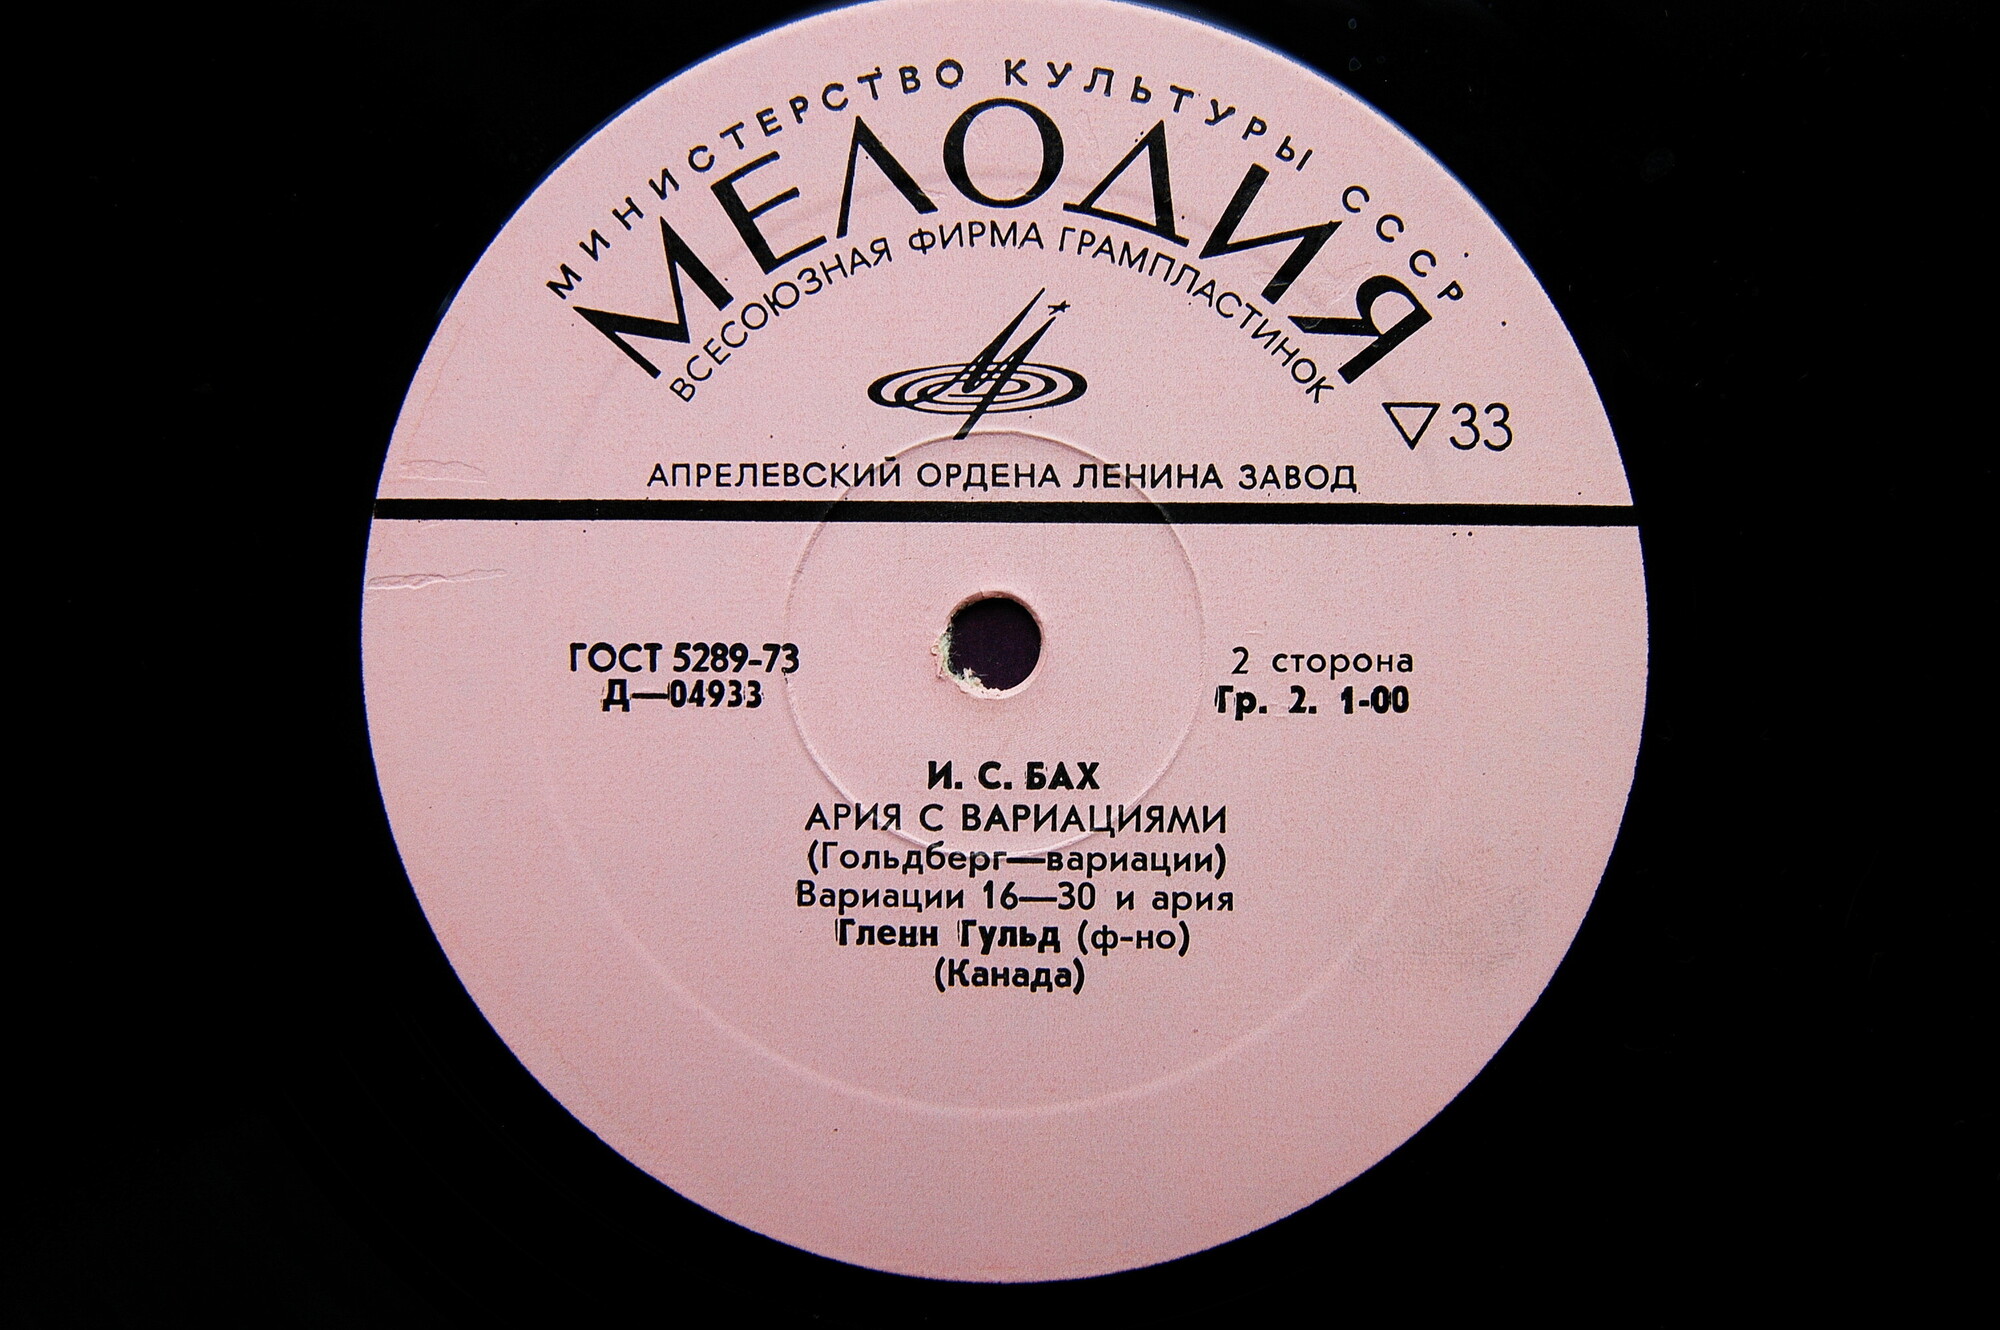 МИНИСТЕРСТВО КУЛЬТУРЫ СССР
МЕЛОДИЯ
ВСЕСОЮЗНАЯ ФИРМА ГРАМПЛАСТИНОК
▽33
АПРЕЛЕВСКИЙ ОРДЕНА ЛЕНИНА ЗАВОД
ГОСТ 5289-73
Д—04933
2 сторона
Гр. 2. 1-00
И. С. БАХ
АРИЯ С ВАРИАЦИЯМИ
(Гольдберг—вариации)
Вариации 16—30 и ария
Гленн Гульд (ф-но)
(Канада)